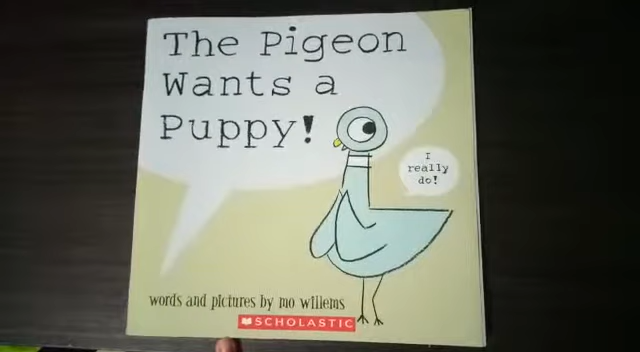 The Pigeon
Wants a
Puppy!
I
really
do!
words and pictures by mo willems
SCHOLASTIC